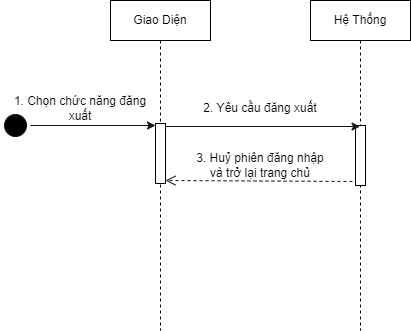 Giao Diện
Hệ Thống
1. Chọn chức năng đăng
xuất
2. Yêu cầu đăng xuất
3. Huỷ phiên đăng nhập
và trở lại trang chủ